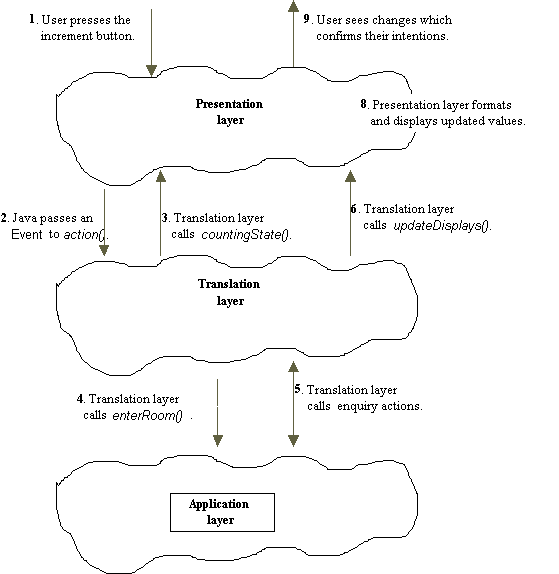 1. User presses the
increment button.
9. User sees changes which
confirms their intentions.
Presentation
layer
8. Presentation layer formats
and displays updated values.
2. Java passes an
Event to action().
3. Translation layer
calls countingState().
6. Translation layer
calls updateDisplays().
Translation
layer
4. Translation layer
calls enterRoom() .
5. Translation layer
calls enquiry actions.
Application
layer